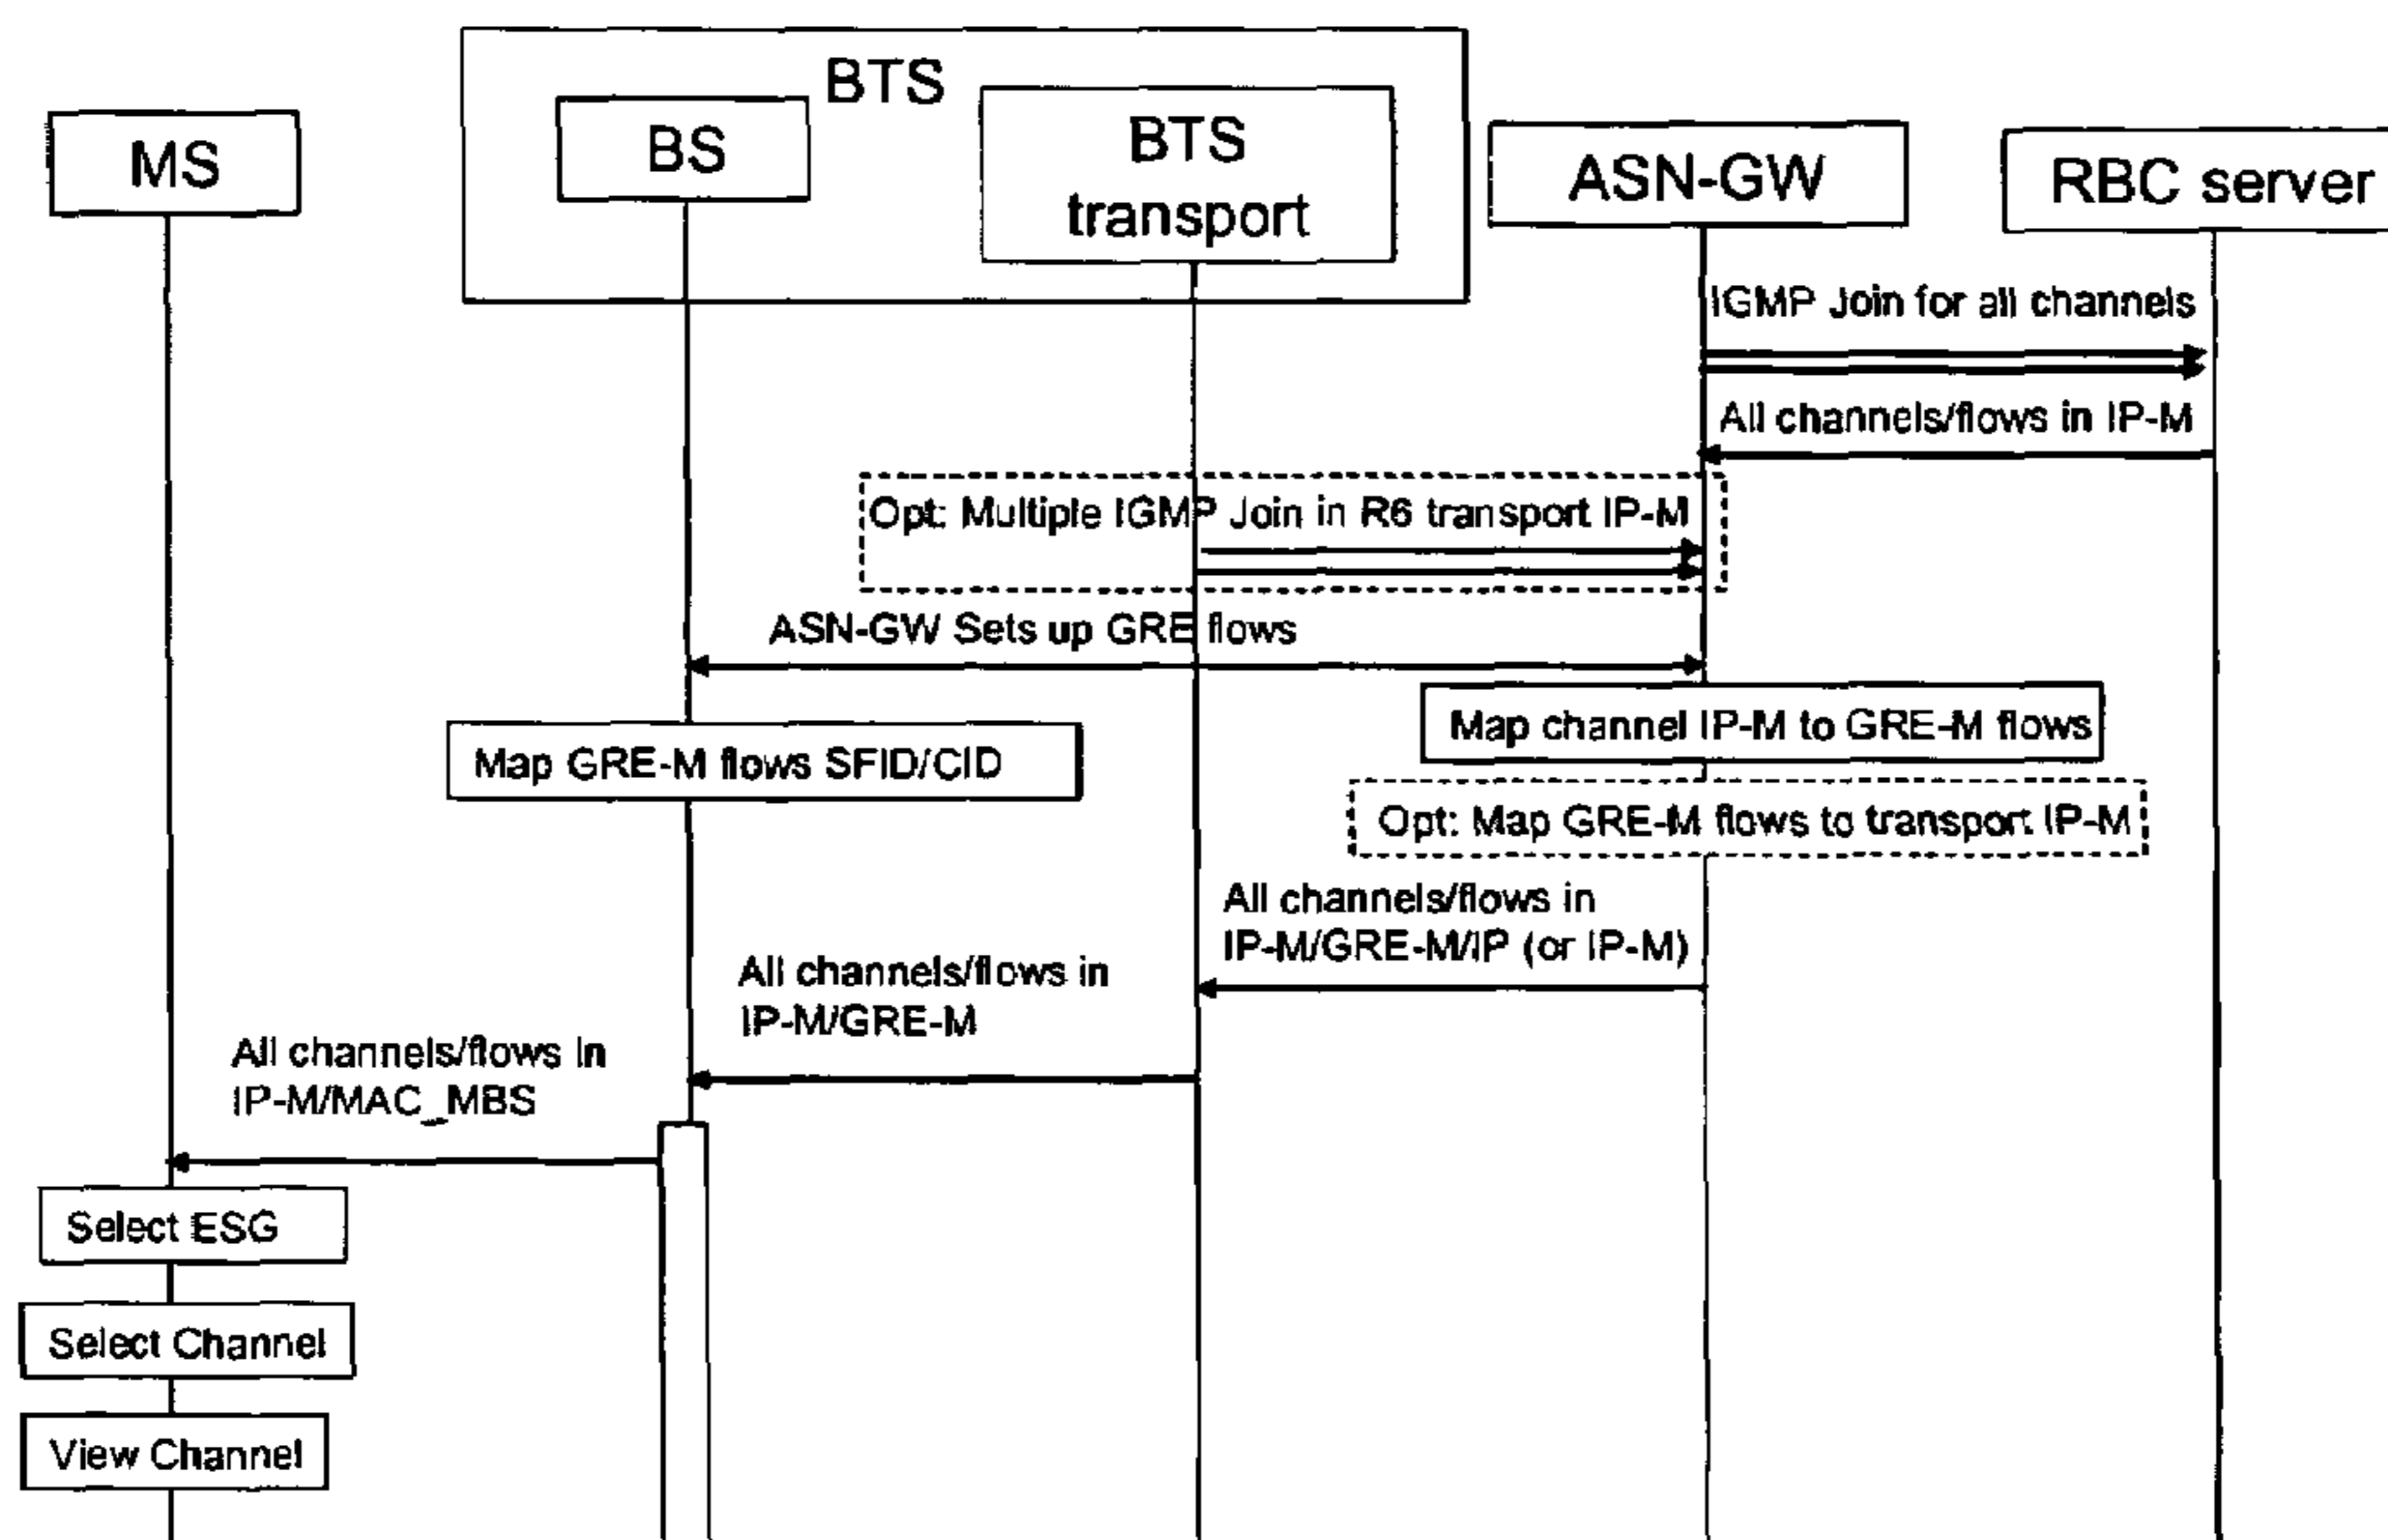 BTS
MS
BS
BTS
transport
ASN-GW
RBC server
IGMP Join for all channels
All channels/flows in IP-M
Opt: Multiple IGMP Join in R6 transport IP-M
ASN-GW Sets up GRE flows
Map channel IP-M to GRE-M flows
Map GRE-M flows SFID/CID
Opt: Map GRE-M flows to transport IP-M
All channels/flows in
IP-M/GRE-M/IP (or IP-M)
All channels/flows in
IP-M/GRE-M
All channels/flows in
IP-M/MAC_MBS
Select ESG
Select Channel
View Channel